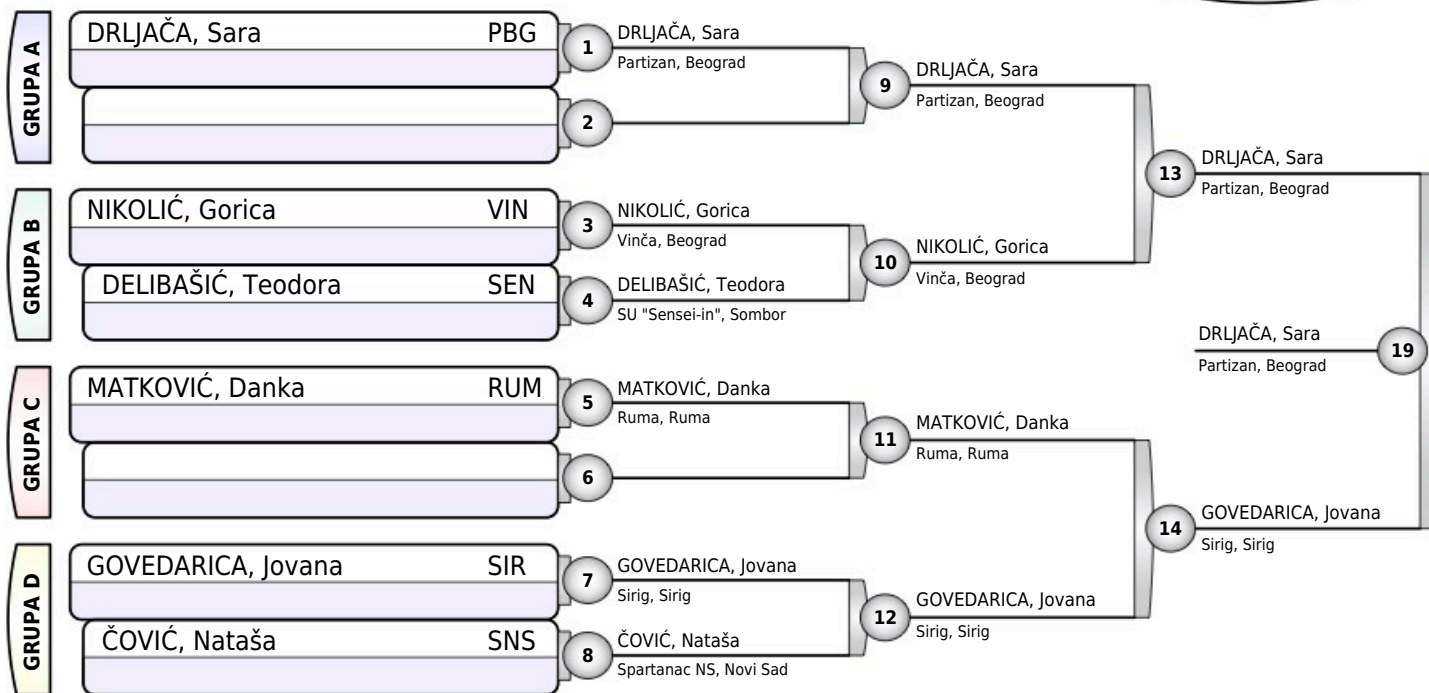 GRUPA A
DRLJAČA, Sara PBG
1
DRLJAČA, Sara
Partizan, Beograd
2
9
DRLJAČA, Sara
Partizan, Beograd
GRUPA B
NIKOLIĆ, Gorica VIN
3
NIKOLIĆ, Gorica
Vinča, Beograd
DELIBAŠIĆ, Teodora SEN
4
DELIBAŠIĆ, Teodora
SU "Sensei-in", Sombor
10
NIKOLIĆ, Gorica
Vinča, Beograd
13
DRLJAČA, Sara
Partizan, Beograd
DRLJAČA, Sara
Partizan, Beograd
19
GRUPA C
MATKOVIĆ, Danka RUM
5
MATKOVIĆ, Danka
Ruma, Ruma
6
11
MATKOVIĆ, Danka
Ruma, Ruma
GRUPA D
GOVEDARICA, Jovana SIR
7
GOVEDARICA, Jovana
Sirig, Sirig
ČOVIĆ, Nataša SNS
8
ČOVIĆ, Nataša
Spartanac NS, Novi Sad
12
GOVEDARICA, Jovana
Sirig, Sirig
14
GOVEDARICA, Jovana
Sirig, Sirig